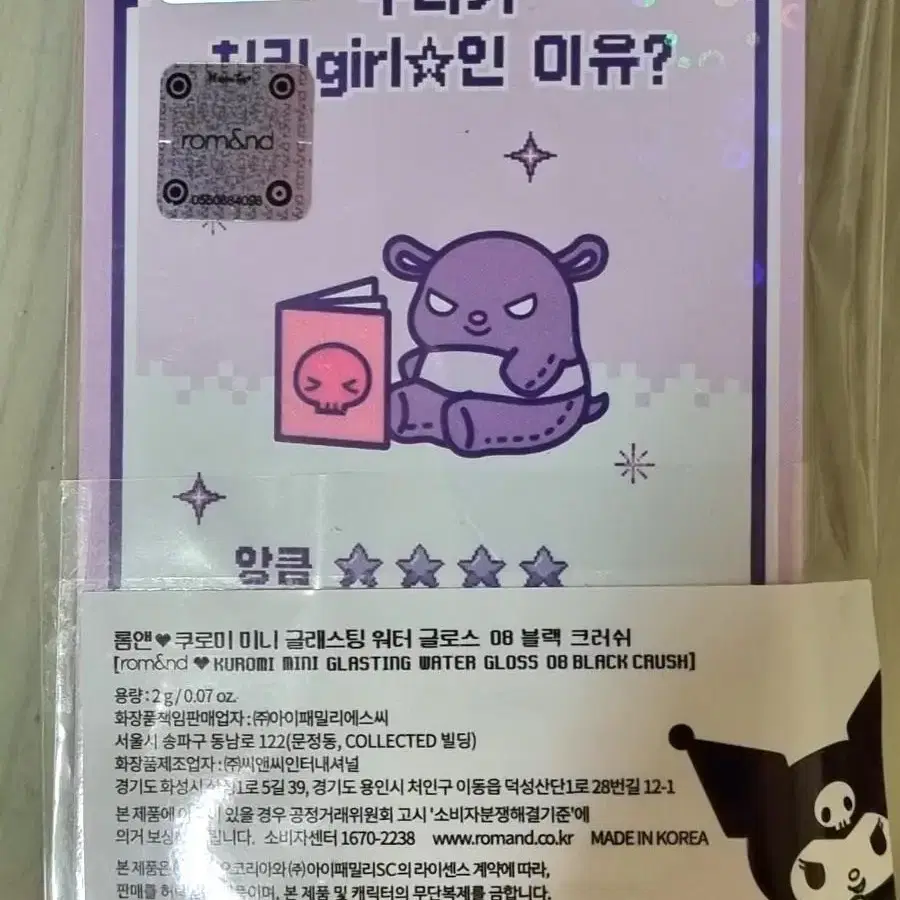 girl☆인 이유?
rom&nd
앙큼 ★★★★
롬앤♥쿠로미 미니 글래스팅 워터 글로스 08 블랙 크러쉬
[rom&nd ♥ KUROMI MINI GLASTING WATER GLOSS 08 BLACK CRUSH]
용량 : 2 g / 0.07 oz.
화장품책임판매업자 : ㈜아이패밀리에스씨
서울시 송파구 동남로 122(문정동, COLLECTED 빌딩)
화장품제조업자 : ㈜씨앤씨인터내셔널
경기도 화성시 1로 5길 39, 경기도 용인시 처인구 이동읍 덕성산단1로 28번길 12-1
본 제품에 있을 경우 공정거래위원회 고시 '소비자분쟁해결기준'에
의거 보상 됩니다. 소비자센터 1670-2238 www.romand.co.kr MADE IN KOREA
본 제품은 코리아와 ㈜아이패밀리SC의 라이센스 계약에 따라,
판매를 이며, 본 제품 및 캐릭터의 무단복제를 금합니다.